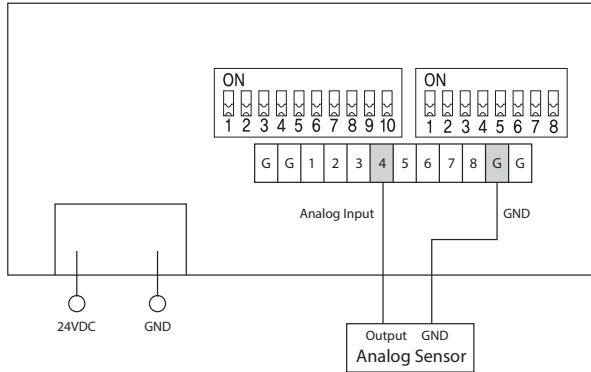 ON ON
1 2 3 4 5 6 7 8 9 10 1 2 3 4 5 6 7 8
G G 1 2 3 4 5 6 7 8 G G
Analog Input GND
24VDC GND
Output GND
Analog Sensor